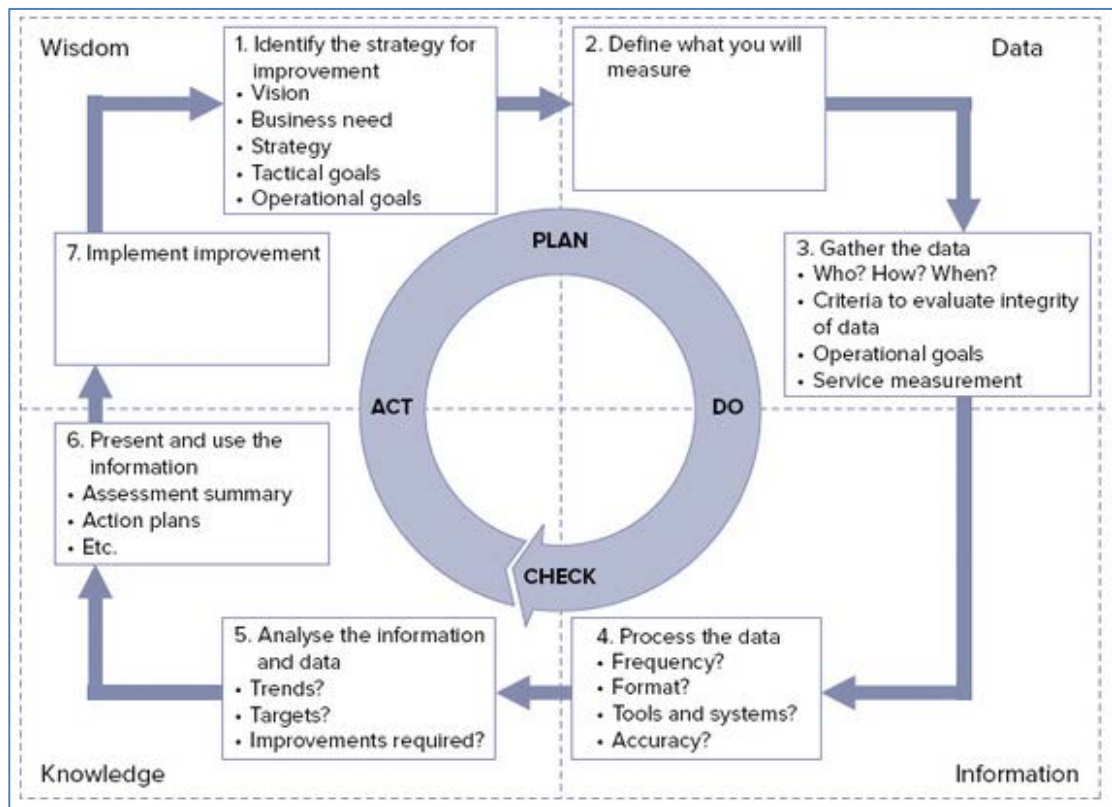 Wisdom
1. Identify the strategy for
improvement
• Vision
• Business need
• Strategy
• Tactical goals
• Operational goals
2. Define what you will
measure
Data
3. Gather the data
• Who? How? When?
• Criteria to evaluate integrity
of data
• Operational goals
• Service measurement
7. Implement improvement
PLAN
DO
CHECK
ACT
6. Present and use the
information
• Assessment summary
• Action plans
• Etc.
5. Analyse the information
and data
• Trends?
• Targets?
• Improvements required?
4. Process the data
• Frequency?
• Format?
• Tools and systems?
• Accuracy?
Knowledge
Information